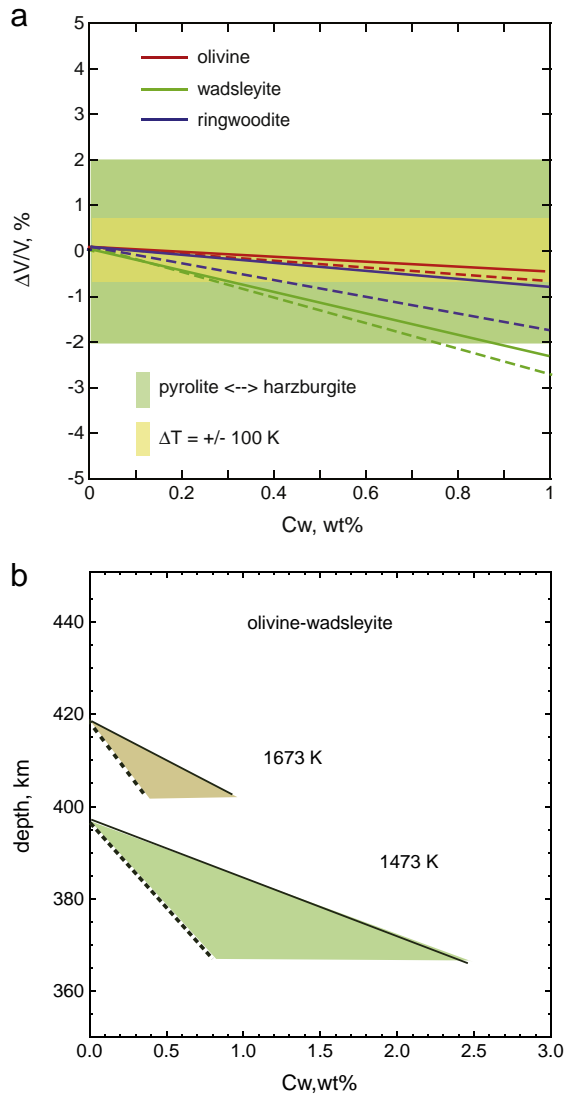 a
5
4
3
2
1
0
-1
-2
-3
-4
-5
ΔV/V, %
olivine
wadsleyite
ringwoodite
pyrolite <--> harzburgite
ΔT = +/- 100 K
0 0.2 0.4 0.6 0.8 1
Cw, wt%
b
440
420
400
380
360
depth, km
olivine-wadsleyite
1673 K
1473 K
0.0 0.5 1.0 1.5 2.0 2.5 3.0
Cw,wt%